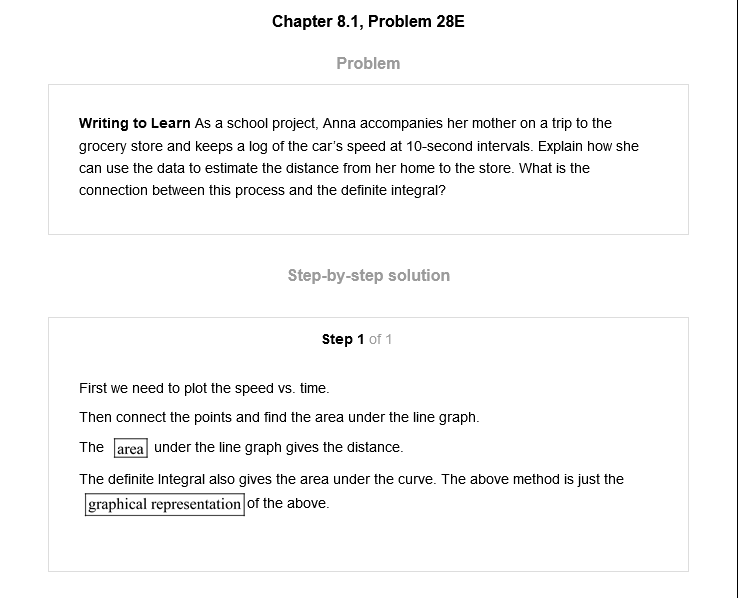 Chapter 8.1, Problem 28E
Problem
Writing to Learn As a school project, Anna accompanies her mother on a trip to the
grocery store and keeps a log of the car's speed at 10-second intervals. Explain how she
can use the data to estimate the distance from her home to the store. What is the
connection between this process and the definite integral?
Step-by-step solution
Step 1 of 1
First we need to plot the speed vs. time.
Then connect the points and find the area under the line graph.
The area under the line graph gives the distance.
The definite Integral also gives the area under the curve. The above method is just the
graphical representation of the above.